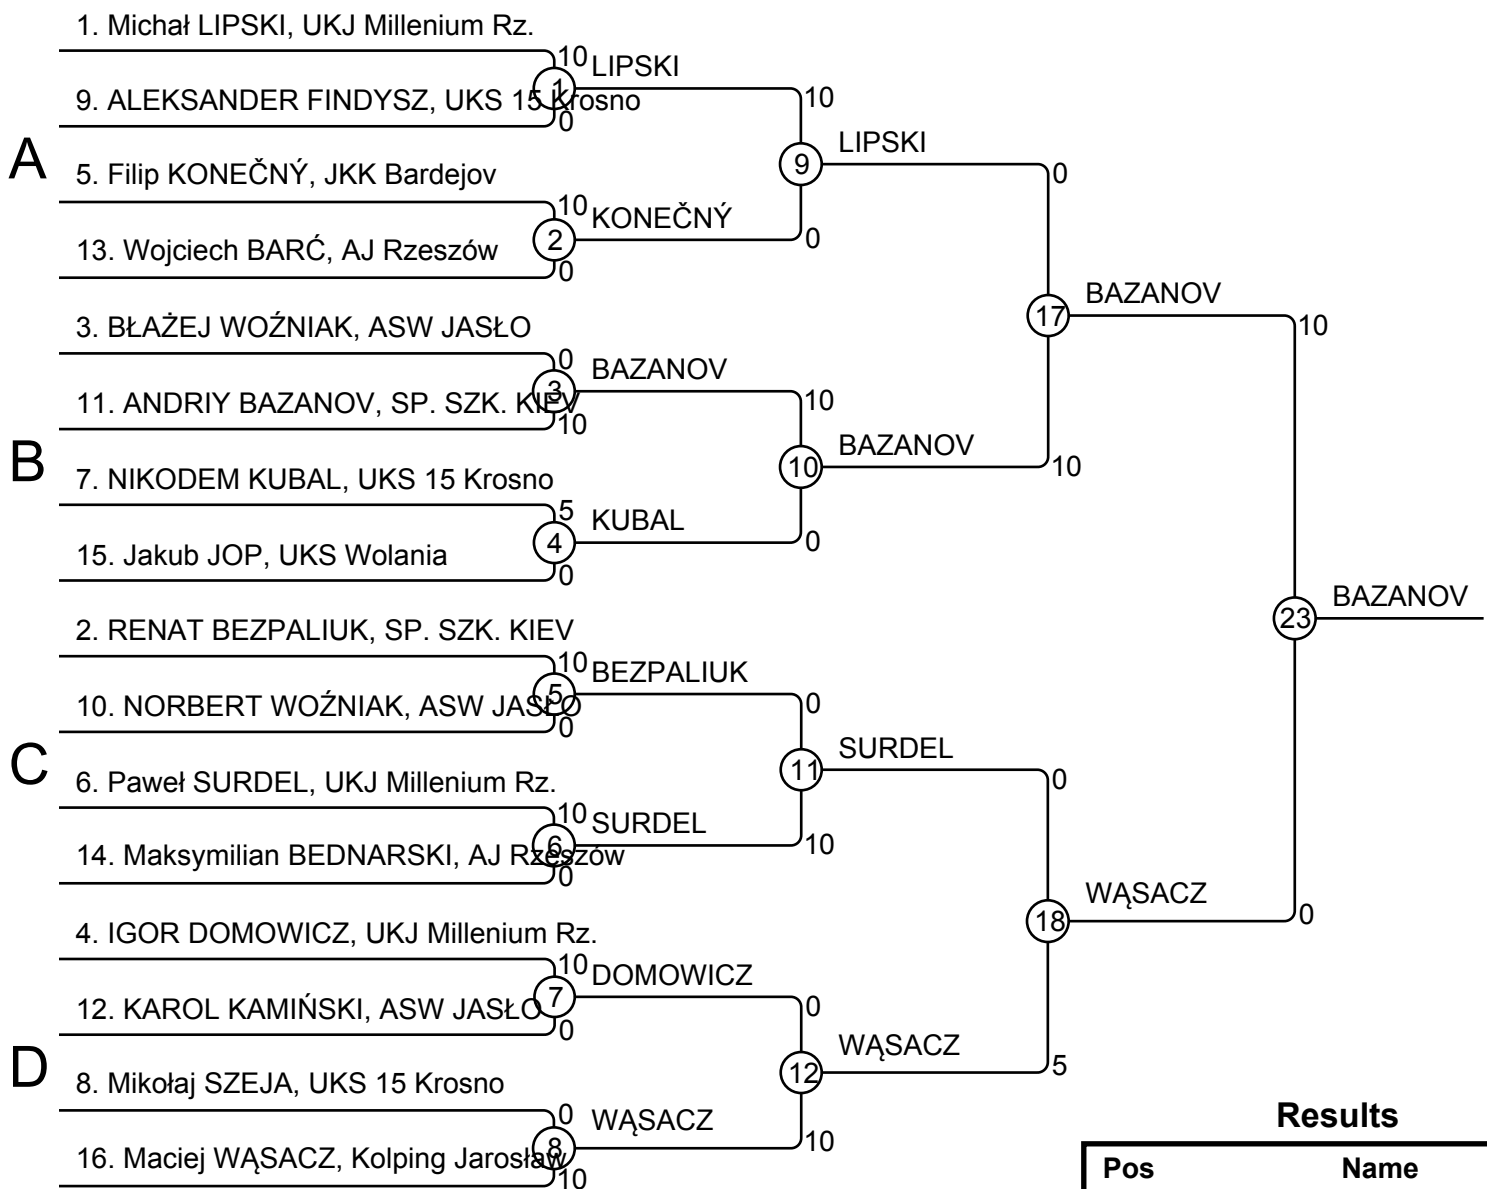 1. Michał LIPSKI, UKJ Millenium Rz.
10
LIPSKI
1
9. ALEKSANDER FINDYSZ, UKS 15 Krosno
0
10
LIPSKI
9
A
5. Filip KONEČNÝ, JKK Bardejov
0
10
KONEČNÝ
2
0
13. Wojciech BARĆ, AJ Rzeszów
0
BAZANOV
17
10
3. BŁAŻEJ WOŹNIAK, ASW JASŁO
0
BAZANOV
3
11. ANDRIY BAZANOV, SP. SZK. KIEV
10
10
BAZANOV
10
10
B
7. NIKODEM KUBAL, UKS 15 Krosno
5
KUBAL
4
0
15. Jakub JOP, UKS Wolania
0
BAZANOV
23
2. RENAT BEZPALIUK, SP. SZK. KIEV
10
BEZPALIUK
5
10. NORBERT WOŹNIAK, ASW JASŁO
0
0
SURDEL
11
0
C
6. Paweł SURDEL, UKJ Millenium Rz.
10
SURDEL
6
10
14. Maksymilian BEDNARSKI, AJ Rzeszów
0
WĄSACZ
18
0
4. IGOR DOMOWICZ, UKJ Millenium Rz.
10
DOMOWICZ
7
12. KAROL KAMIŃSKI, ASW JASŁO
0
0
WĄSACZ
12
5
D
8. Mikołaj SZEJA, UKS 15 Krosno
0
WĄSACZ
8
10
16. Maciej WĄSACZ, Kolping Jarosław
10
Results
Pos Name